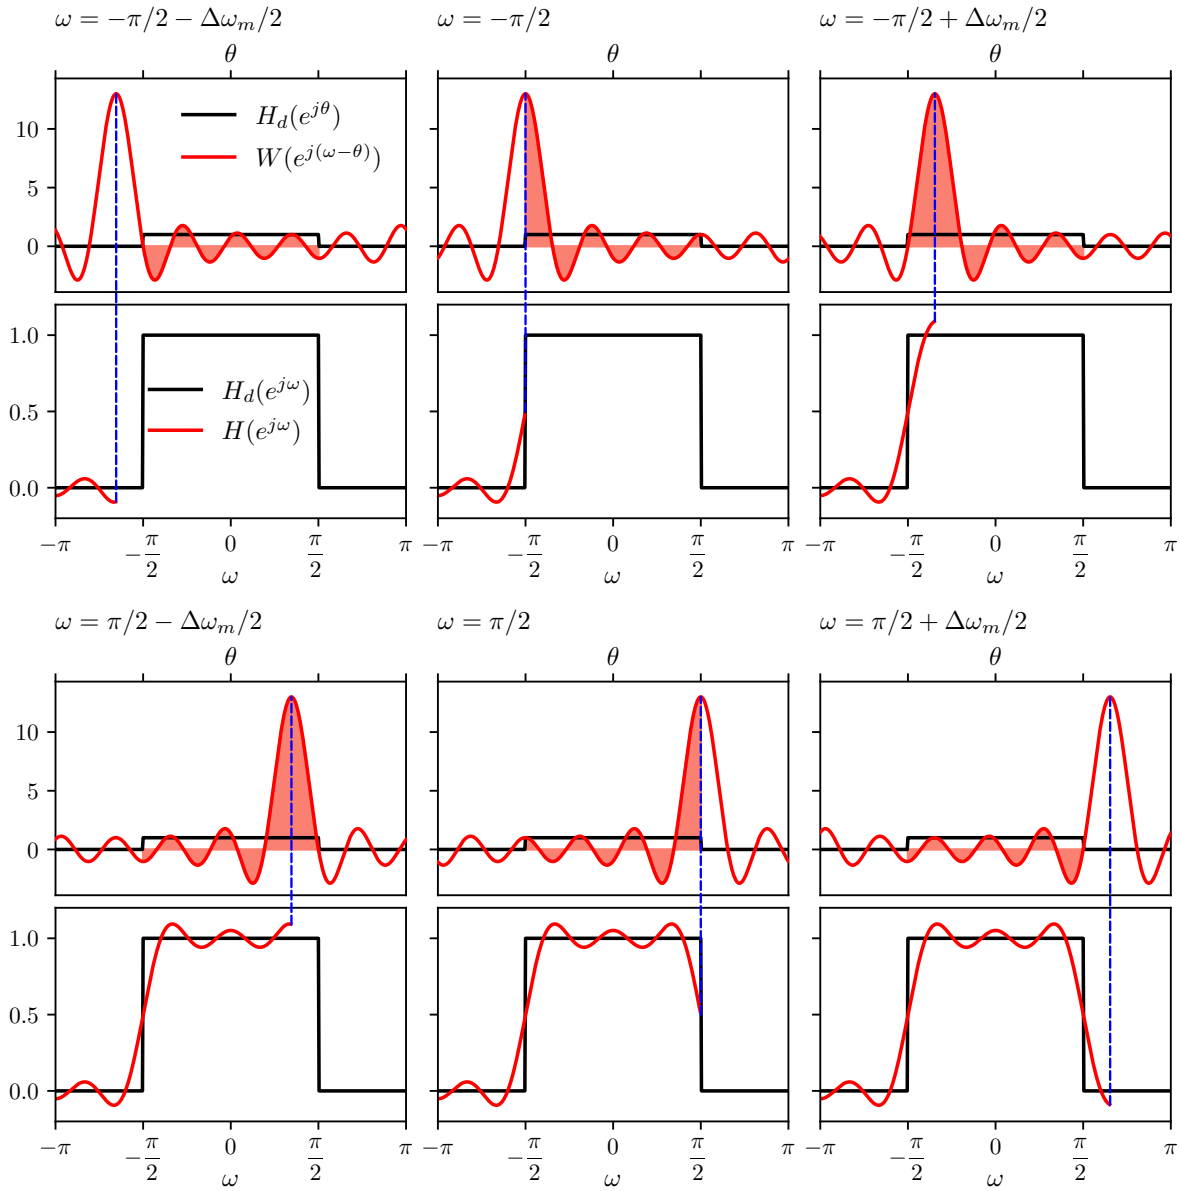 ω = −π/2 − Δω_m/2
ω = −π/2
ω = −π/2 + Δω_m/2
θ
θ
θ
H_d(e^{jθ})
W(e^{j(ω−θ)})
10
5
0
H_d(e^{jω})
H(e^{jω})
1.0
0.5
0.0
−π
−π/2
0
π/2
π
−π
−π/2
0
π/2
π
−π
−π/2
0
π/2
π
ω
ω
ω
ω = π/2 − Δω_m/2
ω = π/2
ω = π/2 + Δω_m/2
θ
θ
θ
10
5
0
1.0
0.5
0.0
−π
−π/2
0
π/2
π
−π
−π/2
0
π/2
π
−π
−π/2
0
π/2
π
ω
ω
ω